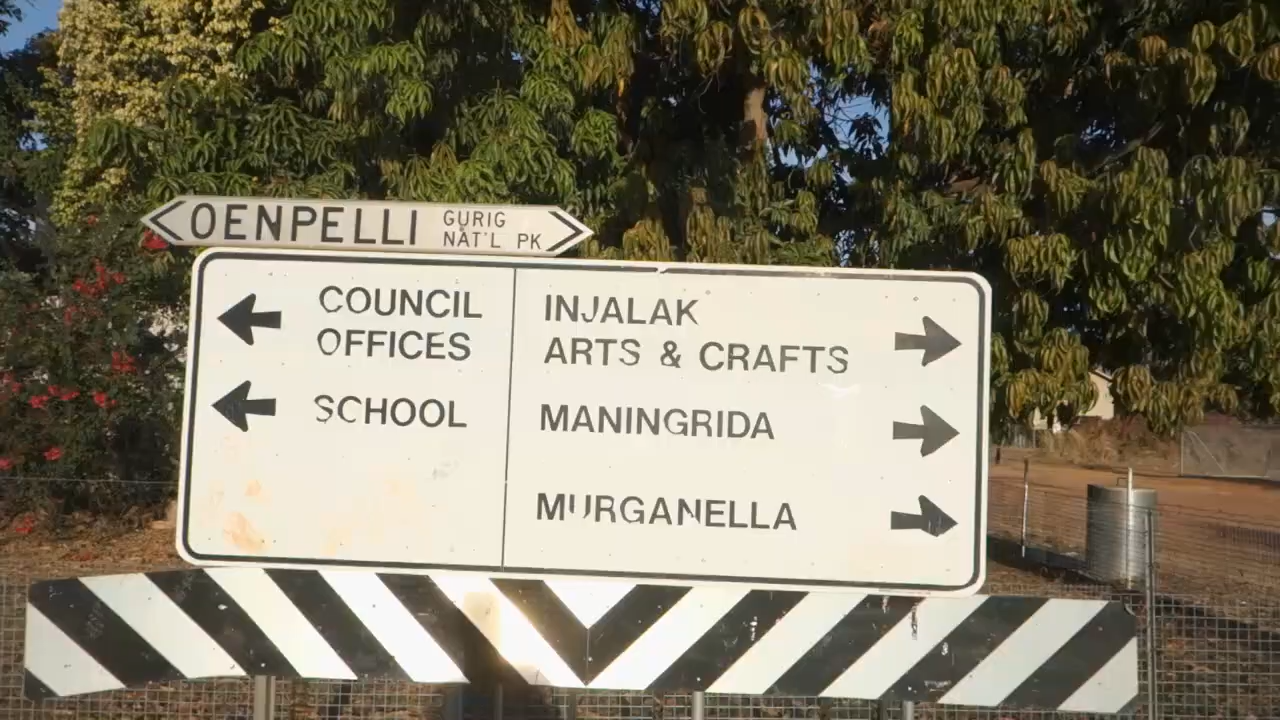 OENPELLI
GURIG
NAT'L PK
COUNCIL
OFFICES
SCHOOL
INJALAK
ARTS & CRAFTS
MANINGRIDA
MURGANELLA